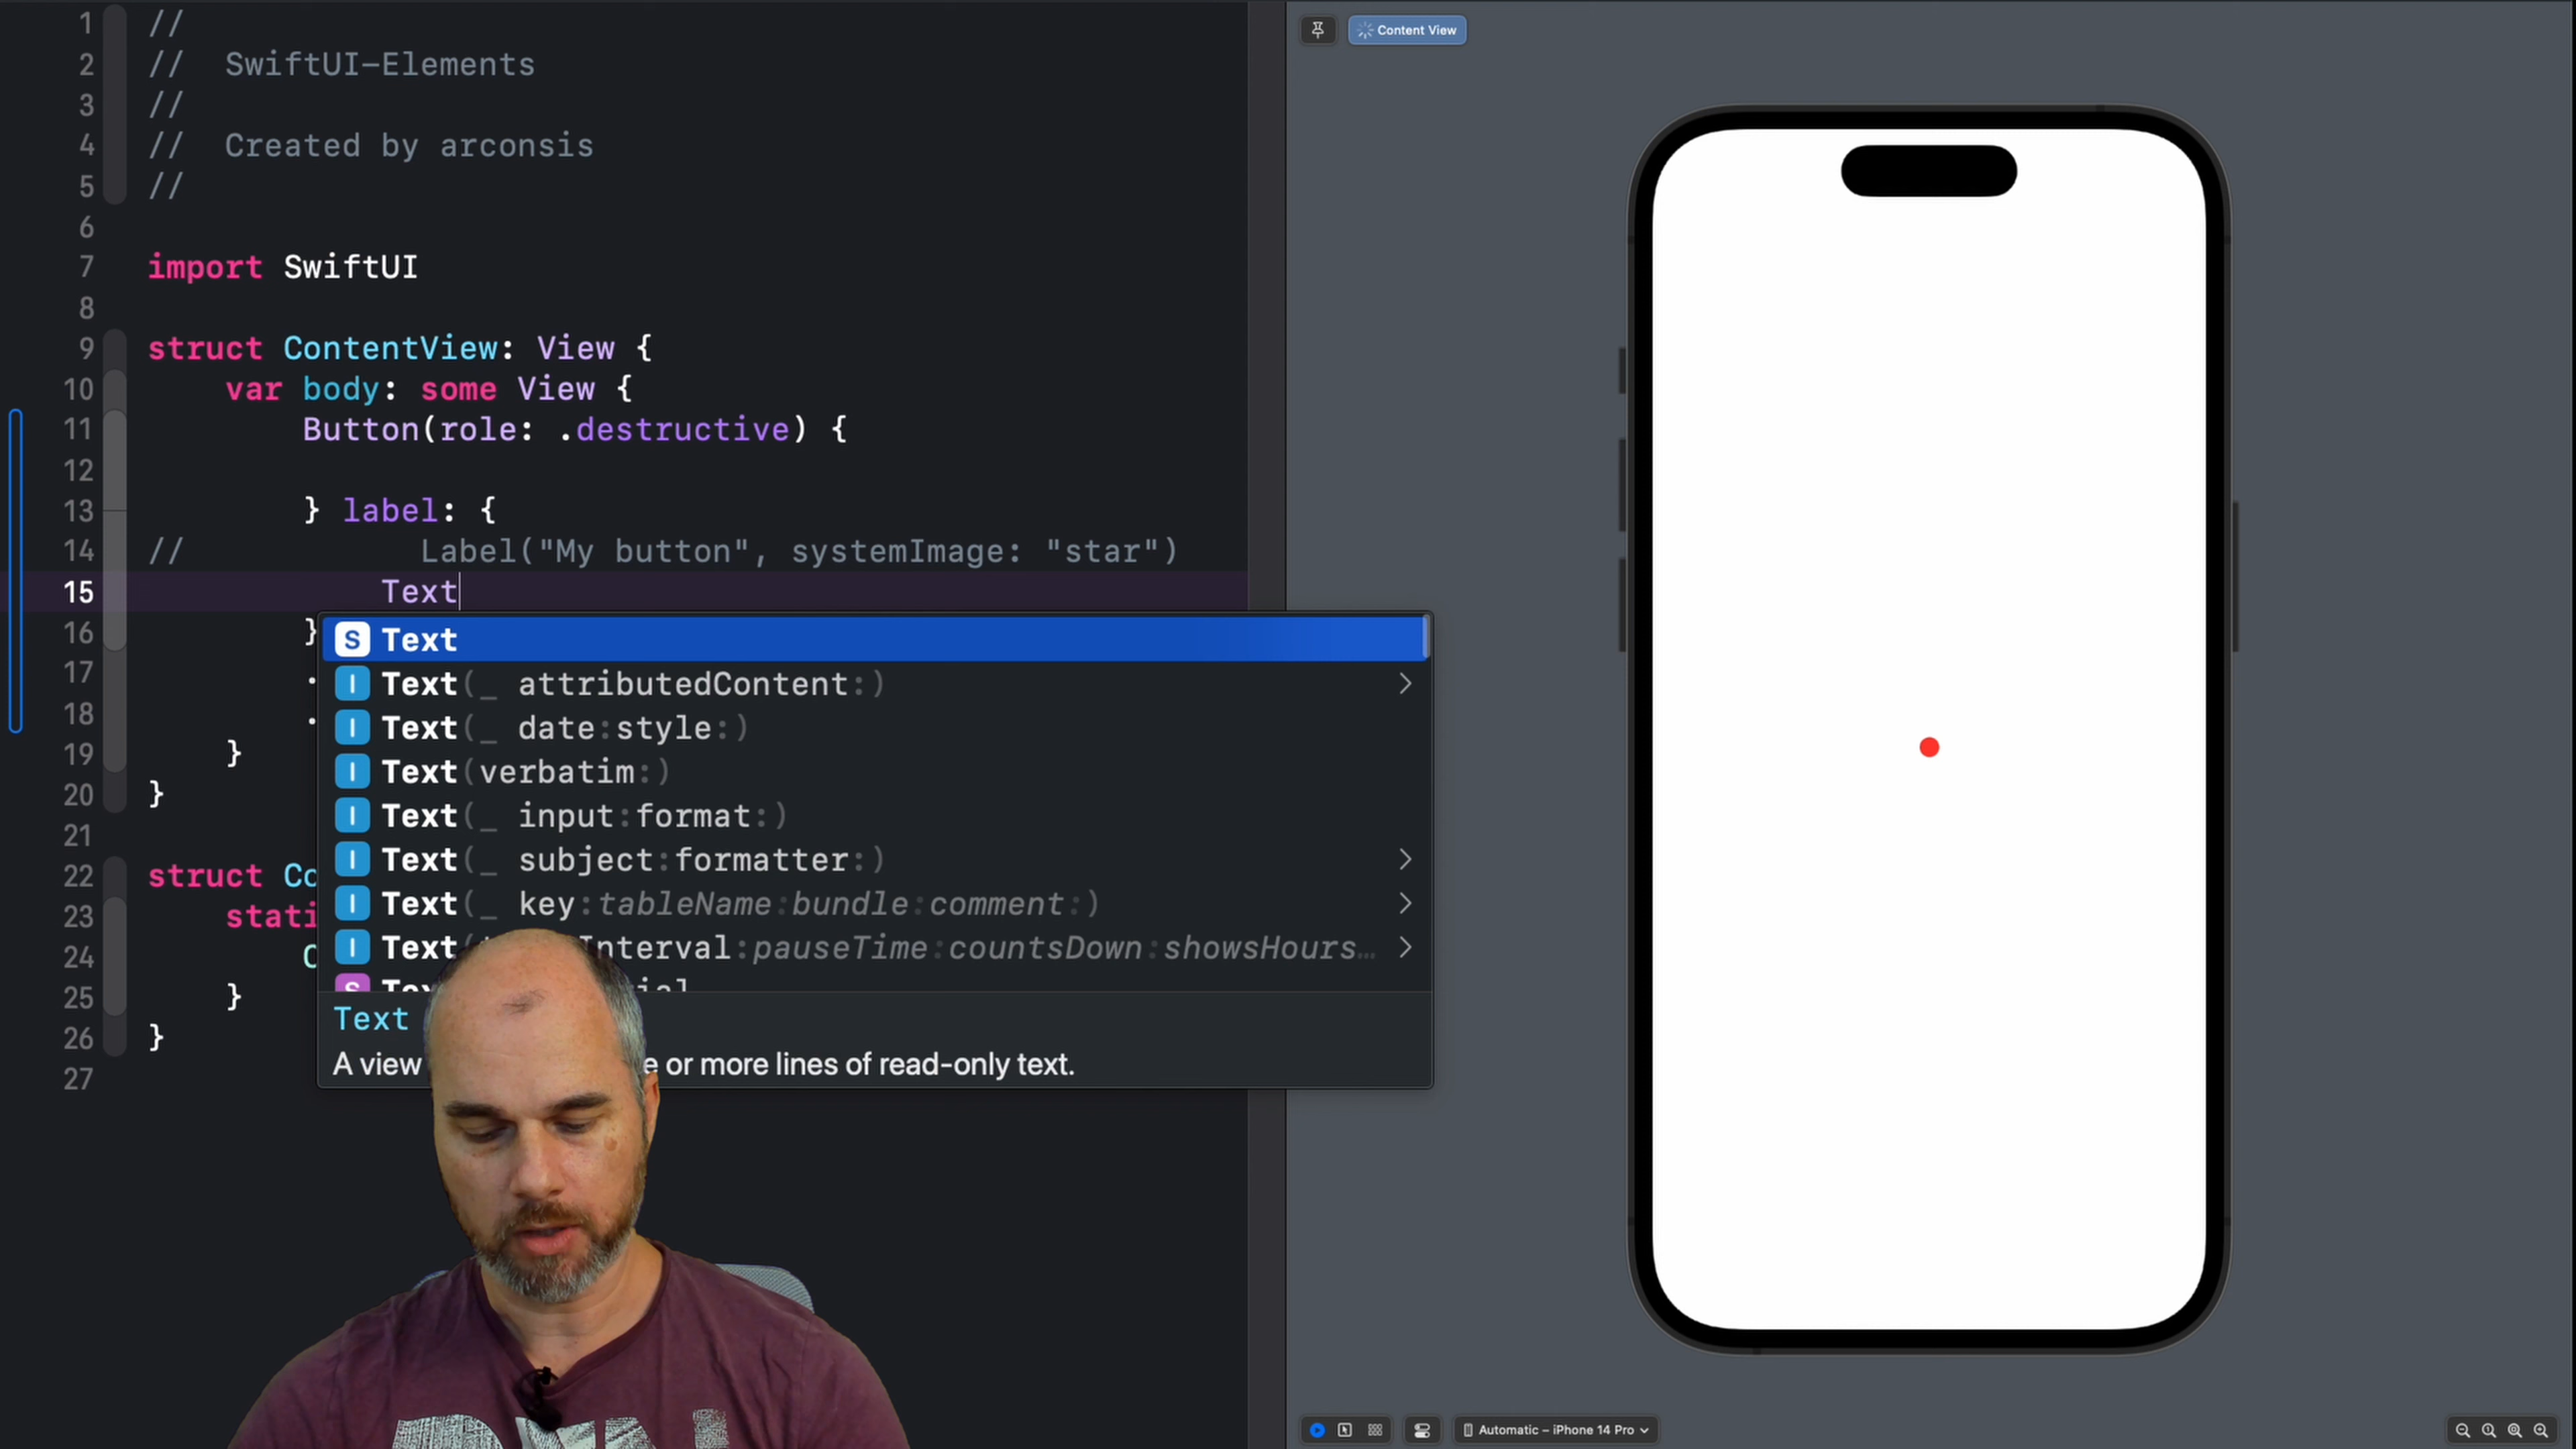 1 //
2 // SwiftUI-Elements
3 //
4 // Created by arconsis
5 //
6
7 import SwiftUI
8
9 struct ContentView: View {
10 var body: some View {
11 Button(role: .destructive) {
12
13 } label: {
14 // Label("My button", systemImage: "star")
15 Text
16 }
17 .
18 .
19 }
20 }
21
22 struct Co
23 stati
24 C
25 }
26 }
27
S Text
I Text(_ attributedContent:)
I Text(_ date:style:)
I Text(verbatim:)
I Text(_ input:format:)
I Text(_ subject:formatter:)
I Text(_ key:tableName:bundle:comment:)
I Text( Interval:pauseTime:countsDown:showsHours…
S
Text
A view or more lines of read-only text.
Content View
Automatic – iPhone 14 Pro